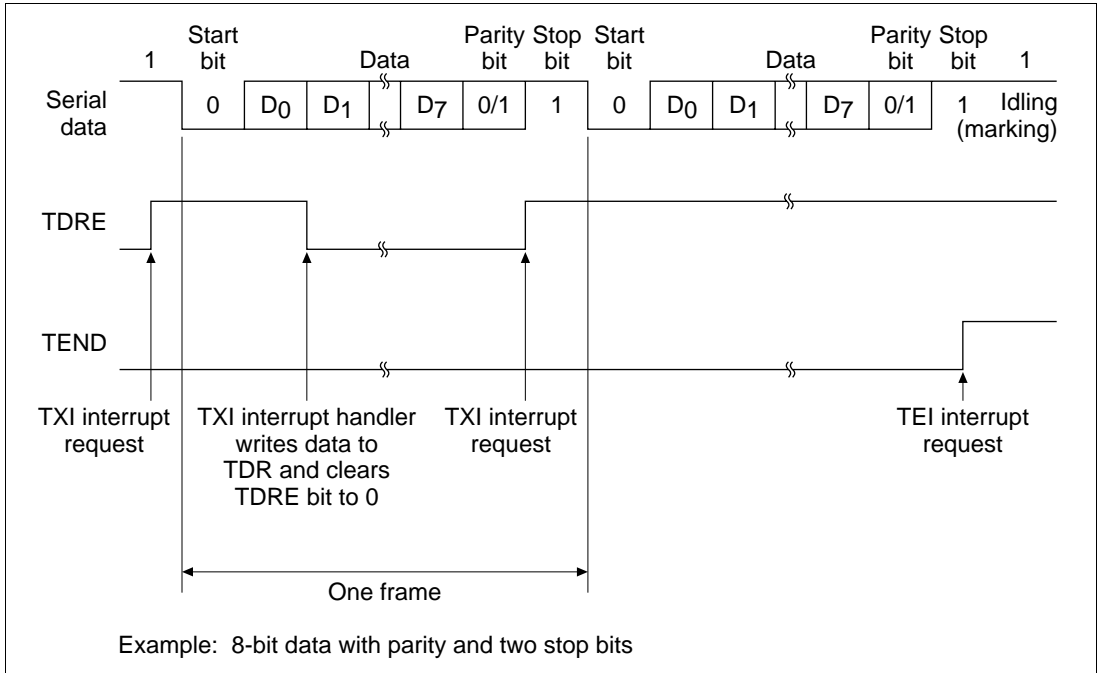 Start Parity Stop Start Parity Stop
1 bit Data bit bit bit Data bit bit 1
Serial data 0 D0 D1 D7 0/1 1 0 D0 D1 D7 0/1 1 Idling (marking)
TDRE
TEND
TXI interrupt
request
TXI interrupt handler
writes data to
TDR and clears
TDRE bit to 0
TXI interrupt
request
TEI interrupt
request
One frame
Example: 8-bit data with parity and two stop bits